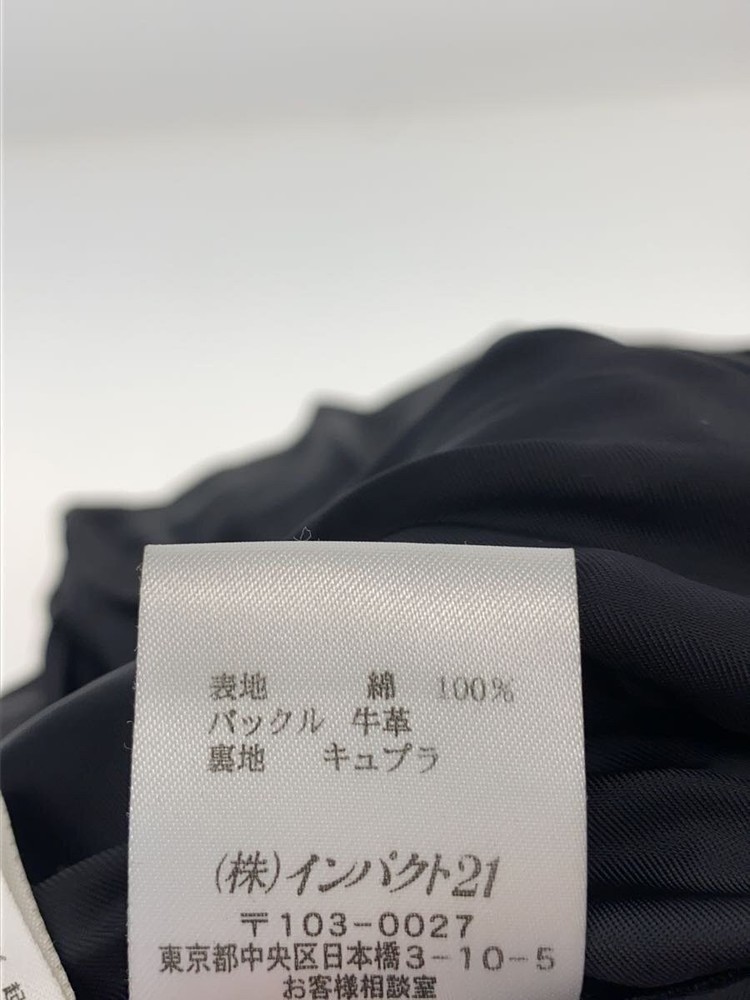 表地 綿 100%
バックル 牛革
裏地 キュプラ
(株)インパクト21
〒103-0027
東京都中央区日本橋3-10-5
お客様相談室